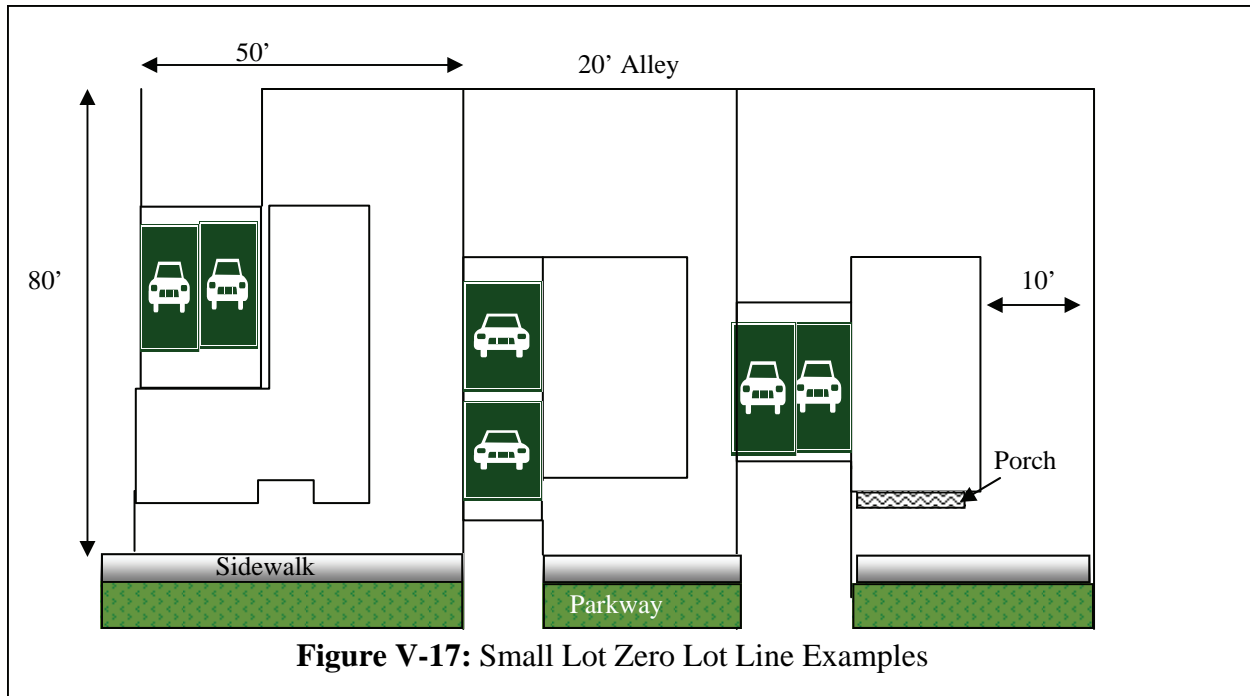 50’
20’ Alley
80’
10’
Porch
Sidewalk
Parkway
Figure V-17: Small Lot Zero Lot Line Examples